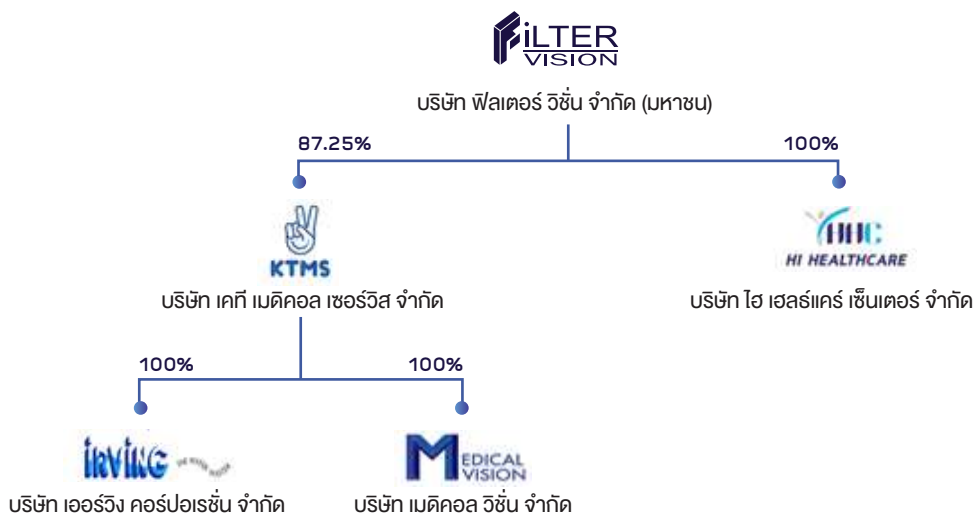 FiLTER
VISION
บริษัท ฟิลเตอร์ วิชั่น จำกัด (มหาชน)
87.25%
100%
KTMS
HHC
HI HEALTHCARE
บริษัท เคที เมดิคอล เซอร์วิส จำกัด
บริษัท ไฮ เฮลธ์แคร์ เซ็นเตอร์ จำกัด
100%
100%
iRViNG
MEDICAL
VISION
บริษัท เออร์วิง คอร์ปอเรชั่น จำกัด
บริษัท เมดิคอล วิชั่น จำกัด